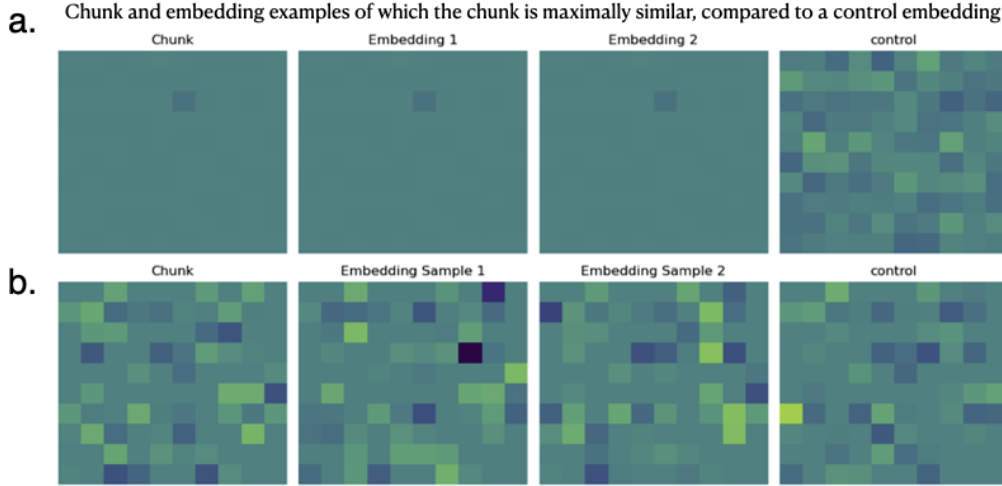 Chunk and embedding examples of which the chunk is maximally similar, compared to a control embedding
a.
Chunk Embedding 1 Embedding 2 control
b.
Chunk Embedding Sample 1 Embedding Sample 2 control